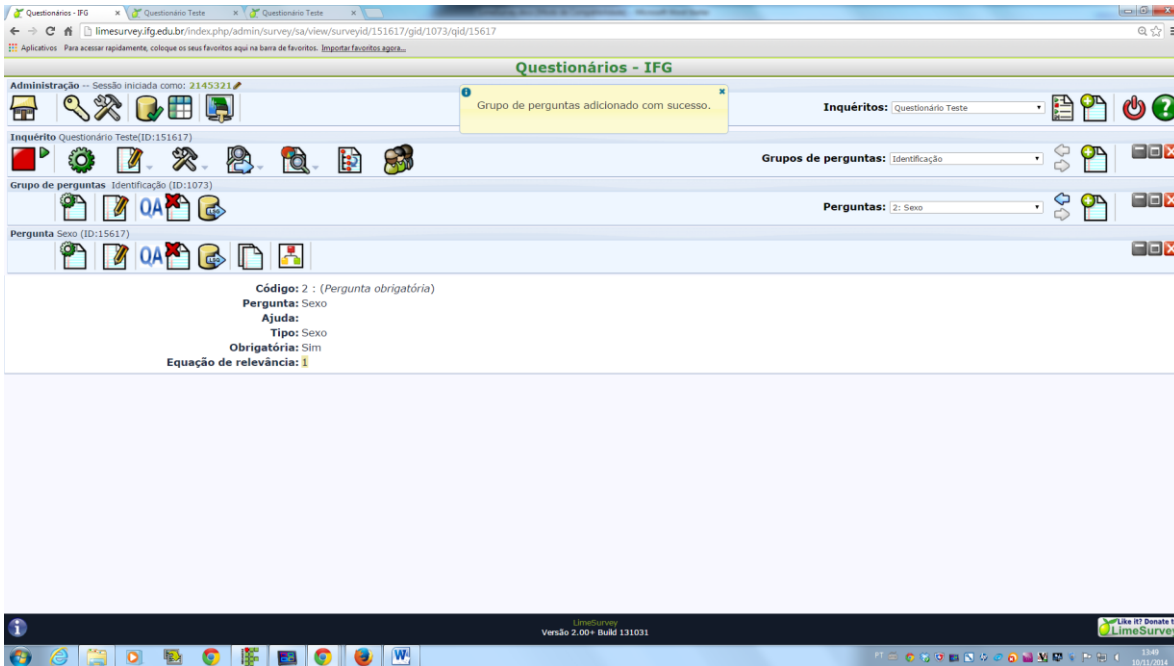 Questionários - IFG
Questionário Teste
Questionário Teste
limesurvey.ifg.edu.br/index.php/admin/survey/sa/view/surveyid/151617/gid/1073/qid/15617
Aplicativos Para acessar rapidamente, coloque os seus favoritos aqui na barra de favoritos. Importar favoritos agora...
Questionários - IFG
Administração -- Sessão iniciada como: 2145321
Grupo de perguntas adicionado com sucesso.
Inquéritos: Questionário Teste
Inquérito Questionário Teste(ID:151617)
Grupos de perguntas: Identificação
Grupo de perguntas Identificação (ID:1073)
QA
Perguntas: 2: Sexo
Pergunta Sexo (ID:15617)
QA
Código: 2 : (Pergunta obrigatória)
Pergunta: Sexo
Ajuda:
Tipo: Sexo
Obrigatória: Sim
Equação de relevância: 1
LimeSurvey
Versão 2.00+ Build 131031
Like it? Donate t
LimeSurvey
PT
13:49
10/11/2014